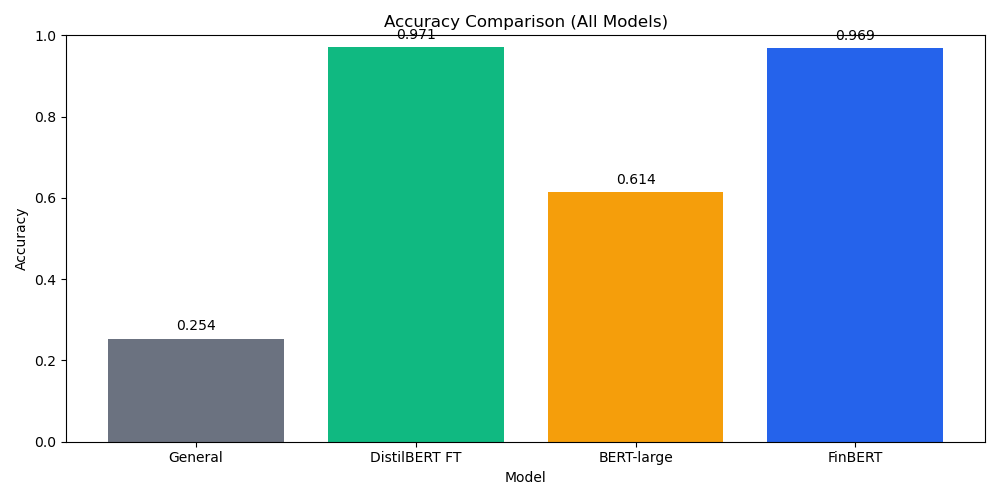 Accuracy Comparison (All Models)
0.971
0.969
1.0
0.8
0.614
0.6
Accuracy
0.4
0.254
0.2
0.0
General
DistilBERT FT
BERT-large
FinBERT
Model